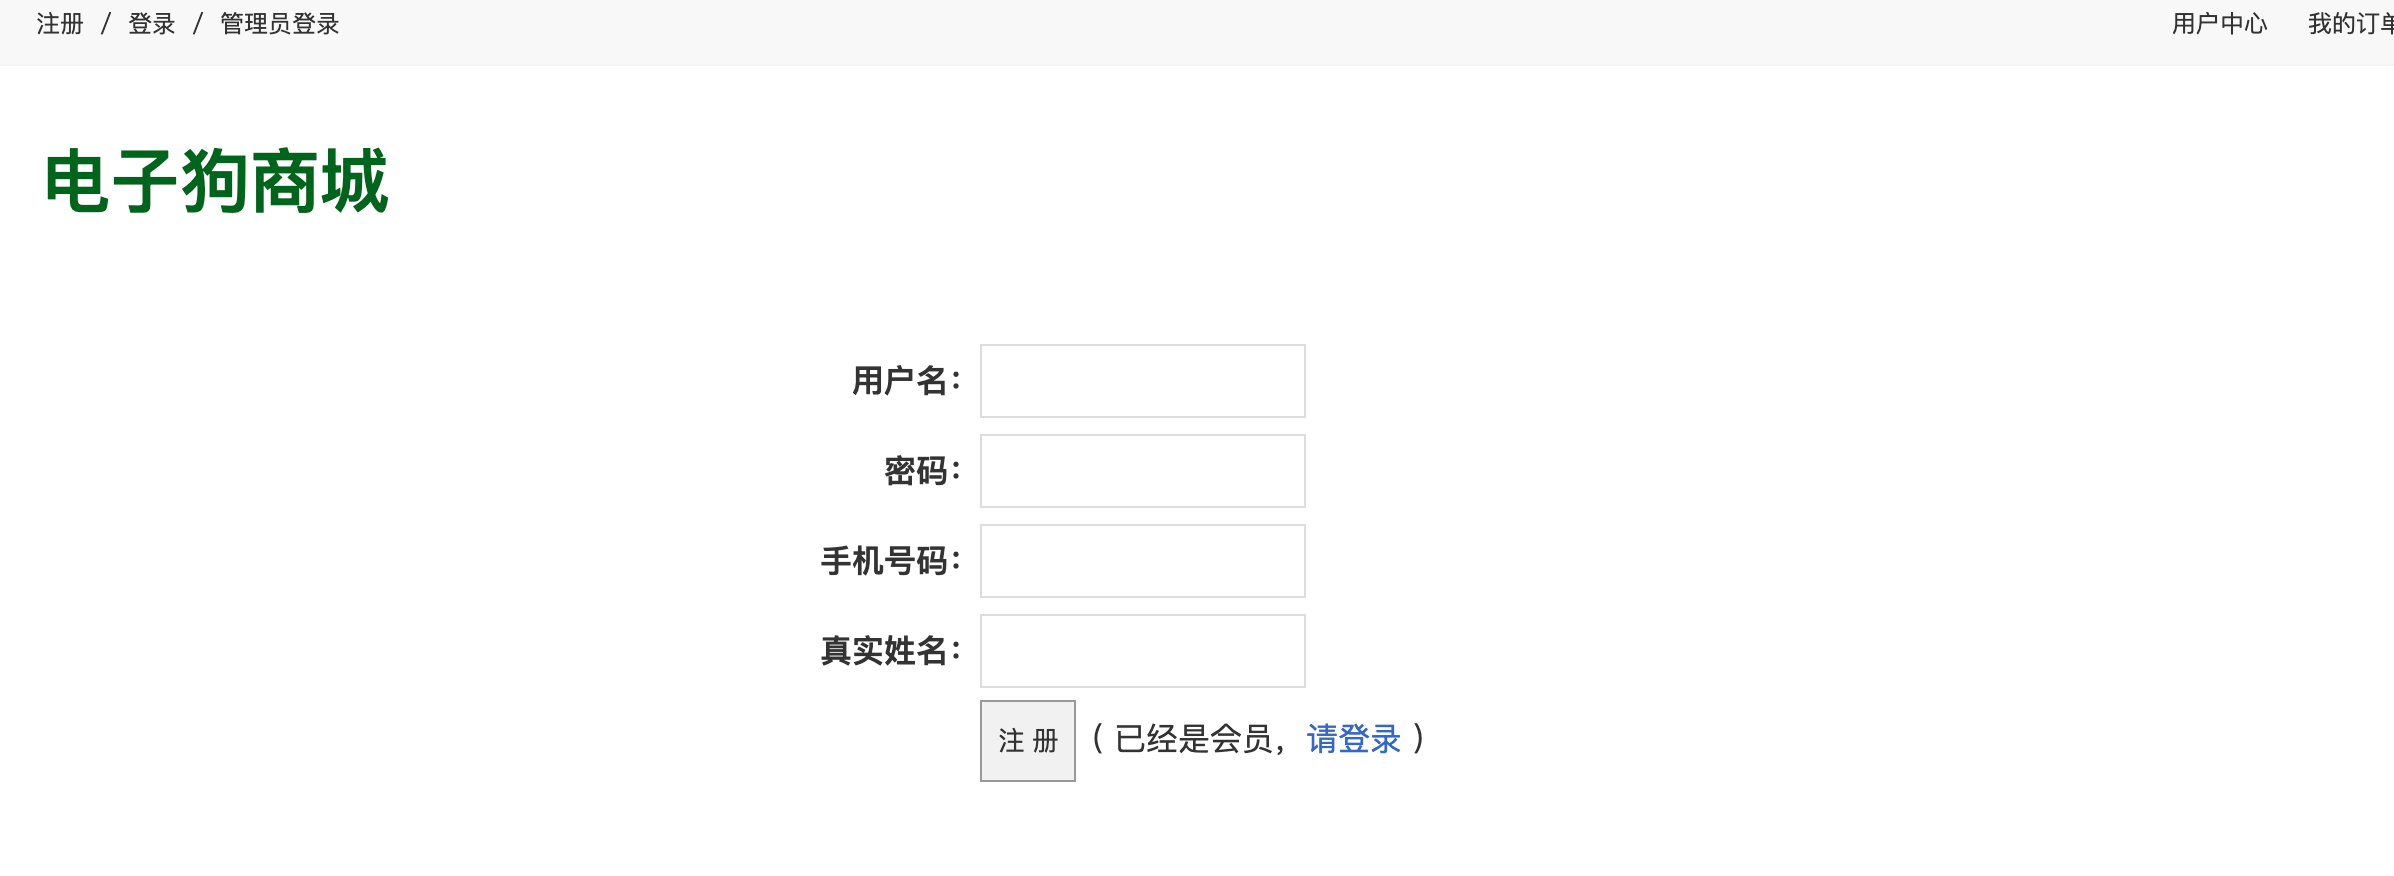 注册 / 登录 / 管理员登录 用户中心 我的订单
电子狗商城
用户名：
密码：
手机号码：
真实姓名：
注 册 （ 已经是会员，请登录 ）